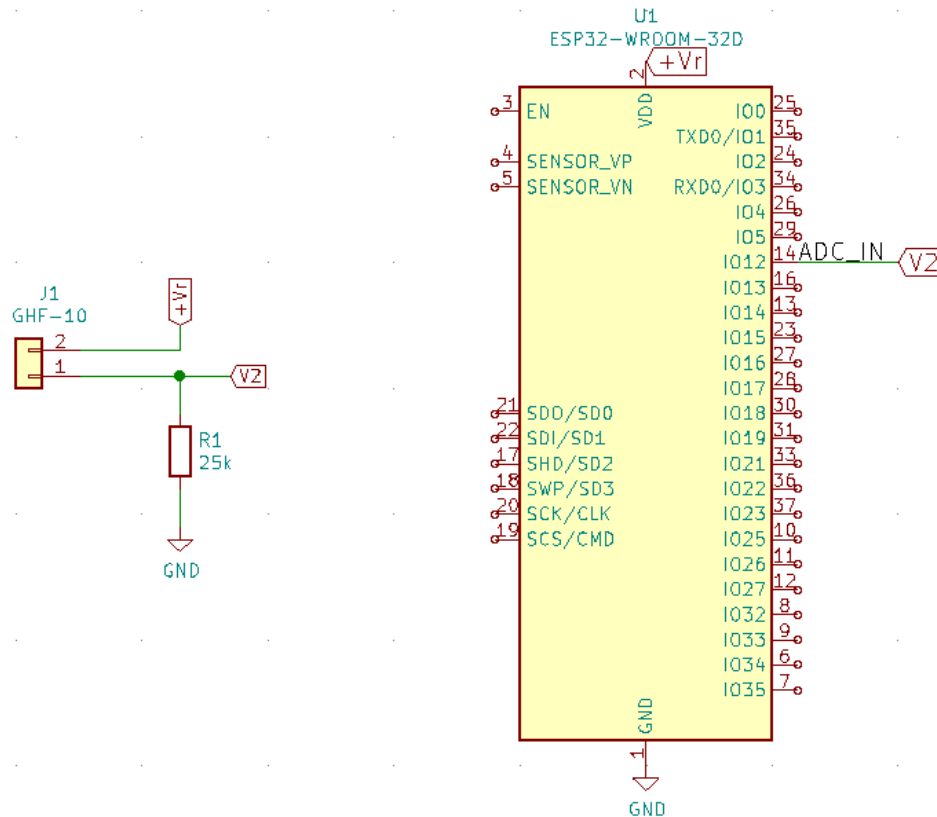 J1
GHF-10
+Vr
2
1
V2
R1
25k
GND
U1
ESP32-WROOM-32D
+Vr
2
VDD
3 EN
4 SENSOR_VP
5 SENSOR_VN
21 SDO/SD0
22 SDI/SD1
17 SHD/SD2
18 SWP/SD3
20 SCK/CLK
19 SCS/CMD
IO0 25
TXD0/IO1 35
IO2 24
RXD0/IO3 34
IO4 26
IO5 29
IO12 14 ADC_IN V2
IO13 16
IO14 13
IO15 23
IO16 27
IO17 28
IO18 30
IO19 31
IO21 33
IO22 36
IO23 37
IO25 10
IO26 11
IO27 12
IO32 8
IO33 9
IO34 6
IO35 7
GND
1
GND